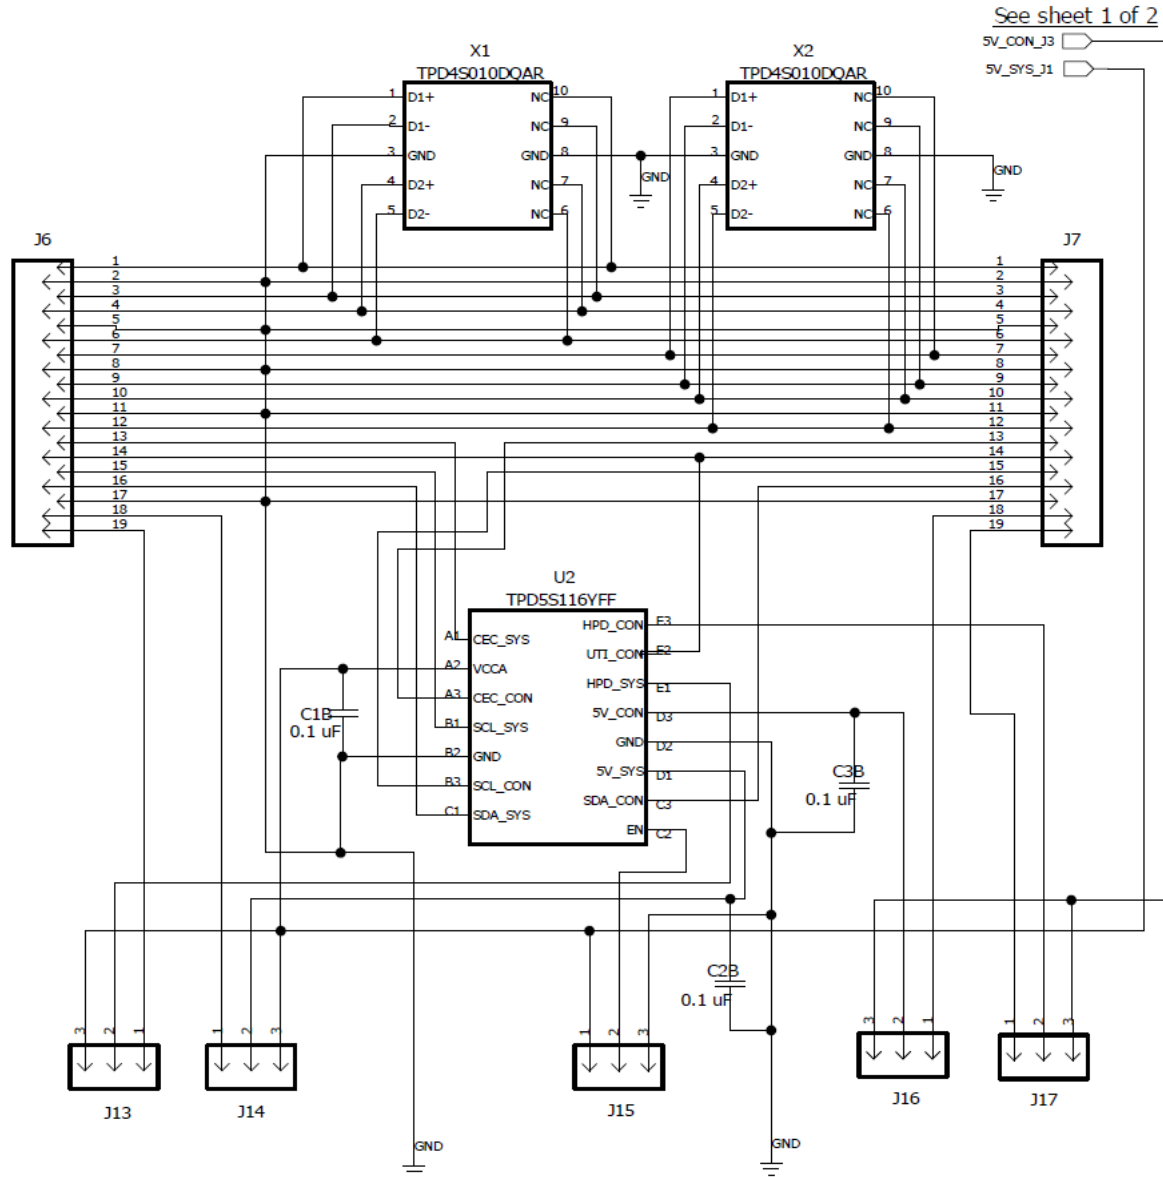 See sheet 1 of 2
5V_CON_J3
5V_SYS_J1
X1
TPD4S010DQAR
1 D1+ NC 10
2 D1- NC 9
3 GND GND 8
4 D2+ NC 7
5 D2- NC 6
X2
TPD4S010DQAR
1 D1+ NC 10
2 D1- NC 9
3 GND GND 8
4 D2+ NC 7
5 D2- NC 6
GND
GND
J6
J7
1 1
2 2
3 3
4 4
5 5
6 6
7 7
8 8
9 9
10 10
11 11
12 12
13 13
14 14
15 15
16 16
17 17
18 18
19 19
U2
TPD5S116YFF
A1 CEC_SYS
A2 VCCA
A3 CEC_CON
B1 SCL_SYS
B2 GND
B3 SCL_CON
C1 SDA_SYS
HPD_CON E3
UTI_CON E2
HPD_SYS E1
5V_CON D3
GND D2
5V_SYS D1
SDA_CON C3
EN C2
C1B
0.1 uF
C3B
0.1 uF
C2B
0.1 uF
3 2 1
J13
1 2 3
J14
1 2 3
J15
3 2 1
J16
1 2 3
J17
GND
GND